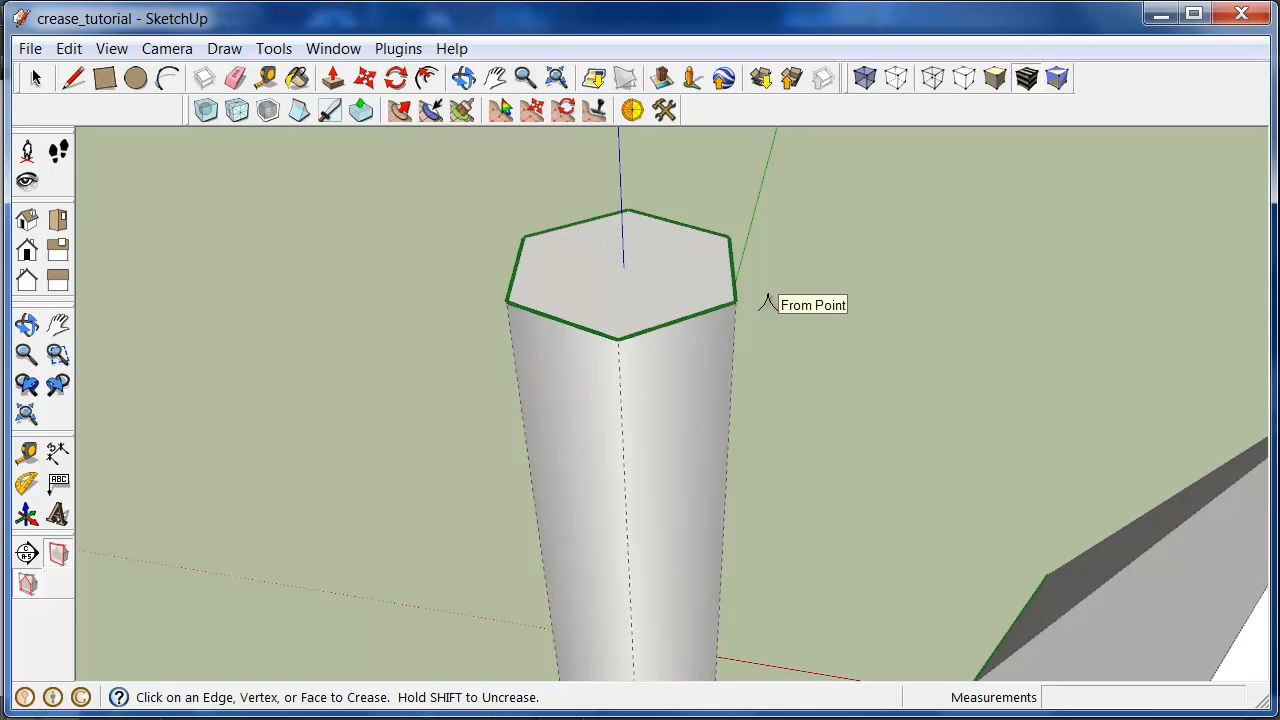 crease_tutorial - SketchUp
File Edit View Camera Draw Tools Window Plugins Help
From Point
ABC
Click on an Edge, Vertex, or Face to Crease. Hold SHIFT to Uncrease.
Measurements